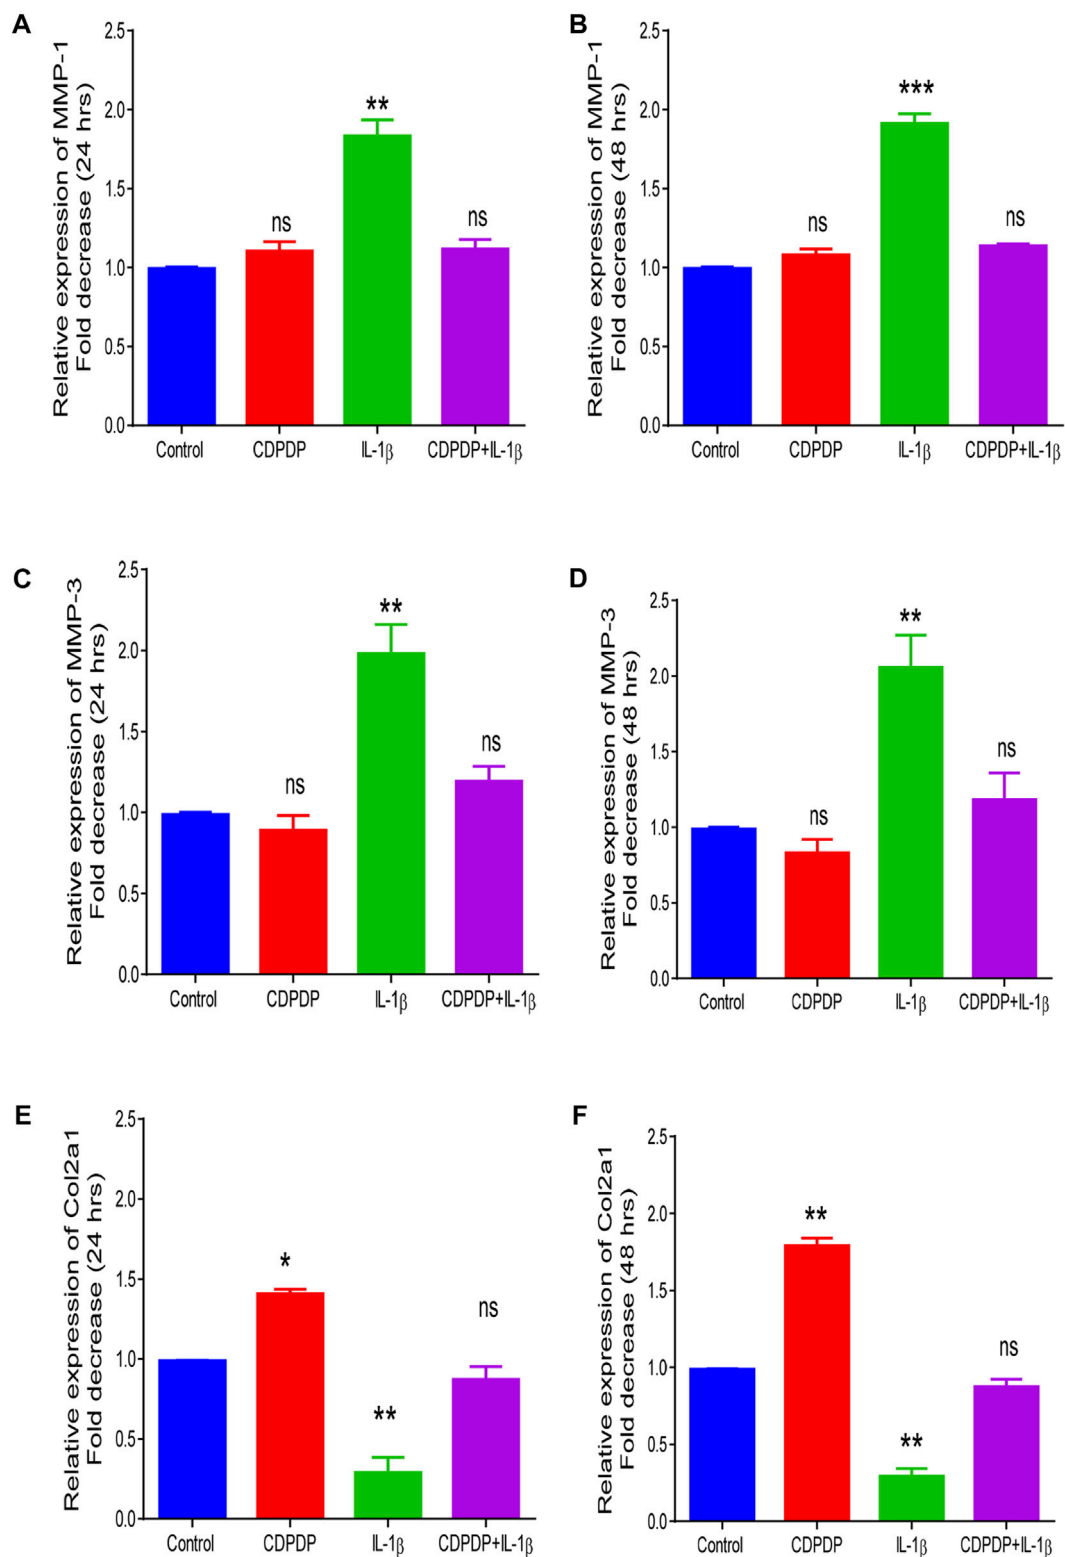 A
Relative expression of MMP-1
Fold decrease (24 hrs)
2.5
2.0
1.5
1.0
0.5
0.0
ns
**
ns
Control
CDPDP
IL-1β
CDPDP+IL-1β
B
Relative expression of MMP-1
Fold decrease (48 hrs)
2.5
2.0
1.5
1.0
0.5
0.0
ns
***
ns
Control
CDPDP
IL-1β
CDPDP+IL-1β
C
Relative expression of MMP-3
Fold decrease (24 hrs)
2.5
2.0
1.5
1.0
0.5
0.0
ns
**
ns
Control
CDPDP
IL-1β
CDPDP+IL-1β
D
Relative expression of MMP-3
Fold decrease (48 hrs)
2.5
2.0
1.5
1.0
0.5
0.0
ns
**
ns
Control
CDPDP
IL-1β
CDPDP+IL-1β
E
Relative expression of Col2a1
Fold decrease (24 hrs)
2.5
2.0
1.5
1.0
0.5
0.0
*
**
ns
Control
CDPDP
IL-1β
CDPDP+IL-1β
F
Relative expression of Col2a1
Fold decrease (48 hrs)
2.5
2.0
1.5
1.0
0.5
0.0
**
**
ns
Control
CDPDP
IL-1β
CDPDP+IL-1β